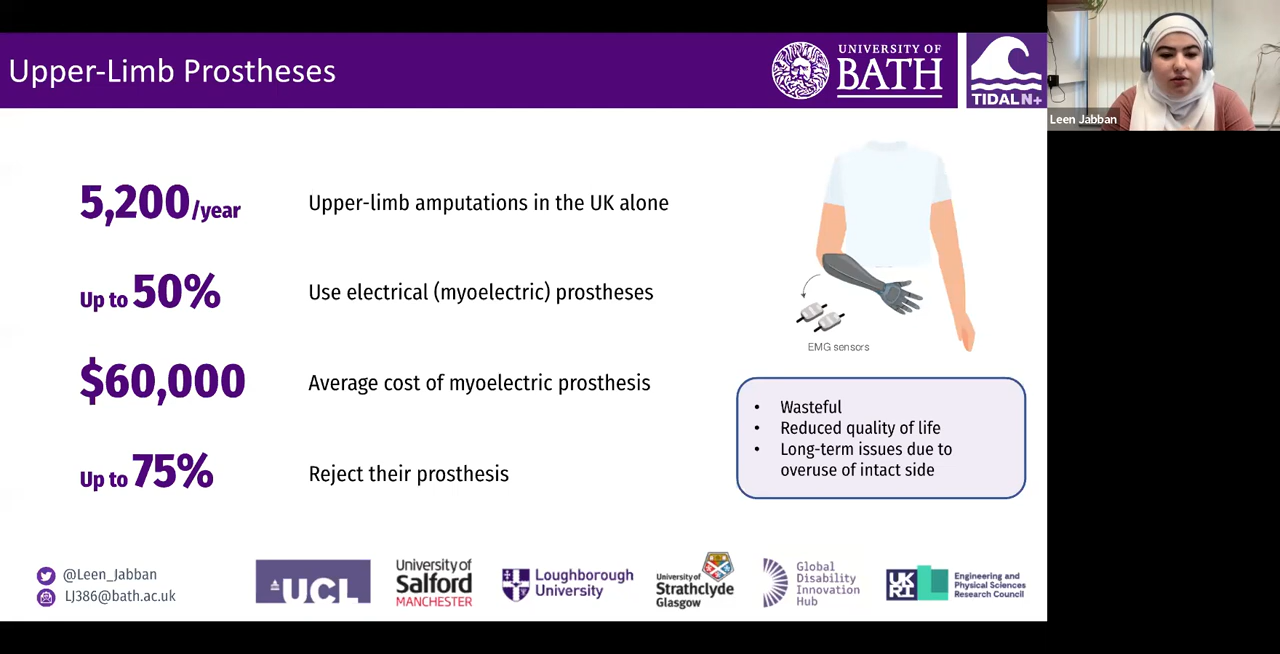 Upper-Limb Prostheses
UNIVERSITY OF
BATH
TIDAL N+
Leen Jabban
5,200/year
Upper-limb amputations in the UK alone
Up to 50%
Use electrical (myoelectric) prostheses
$60,000
Average cost of myoelectric prosthesis
Up to 75%
Reject their prosthesis
EMG sensors
• Wasteful
• Reduced quality of life
• Long-term issues due to
overuse of intact side
@Leen_Jabban
LJ386@bath.ac.uk
UCL
University of
Salford
MANCHESTER
Loughborough
University
University of
Strathclyde
Glasgow
Global
Disability
Innovation
Hub
UK
RI
Engineering and
Physical Sciences
Research Council